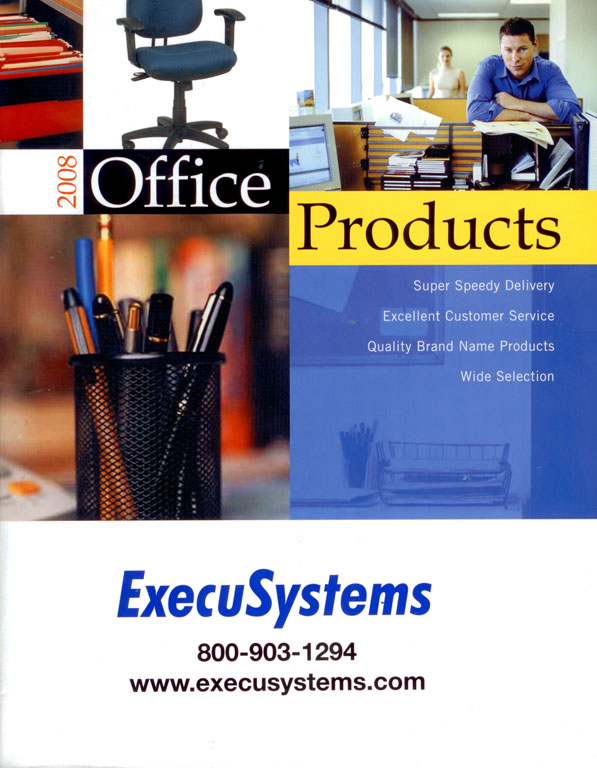 2008
Office
Products
Super Speedy Delivery
Excellent Customer Service
Quality Brand Name Products
Wide Selection
ExecuSystems
800-903-1294
www.execusystems.com